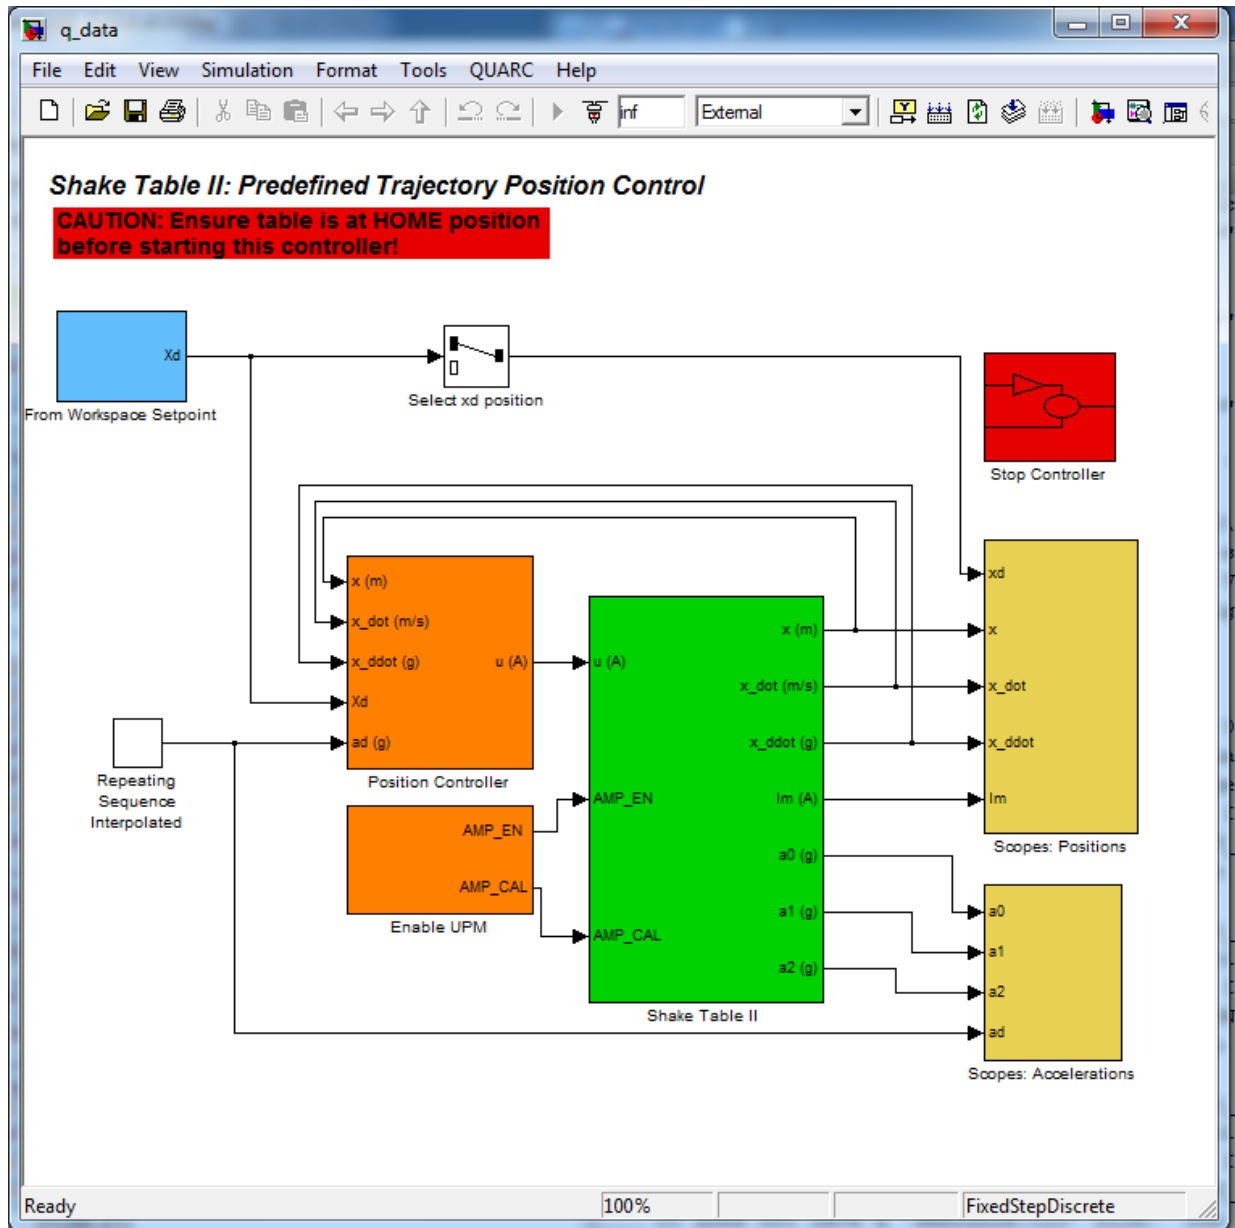 q_data
File Edit View Simulation Format Tools QUARC Help
inf External
Shake Table II: Predefined Trajectory Position Control
CAUTION: Ensure table is at HOME position
before starting this controller!
Xd
From Workspace Setpoint
Select xd position
Stop Controller
x (m)
x_dot (m/s)
x_ddot (g)
Xd
ad (g)
u (A)
Position Controller
Repeating
Sequence
Interpolated
AMP_EN
AMP_CAL
Enable UPM
u (A)
AMP_EN
AMP_CAL
x (m)
x_dot (m/s)
x_ddot (g)
Im (A)
a0 (g)
a1 (g)
a2 (g)
Shake Table II
xd
x
x_dot
x_ddot
Im
Scopes: Positions
a0
a1
a2
ad
Scopes: Accelerations
Ready 100% FixedStepDiscrete